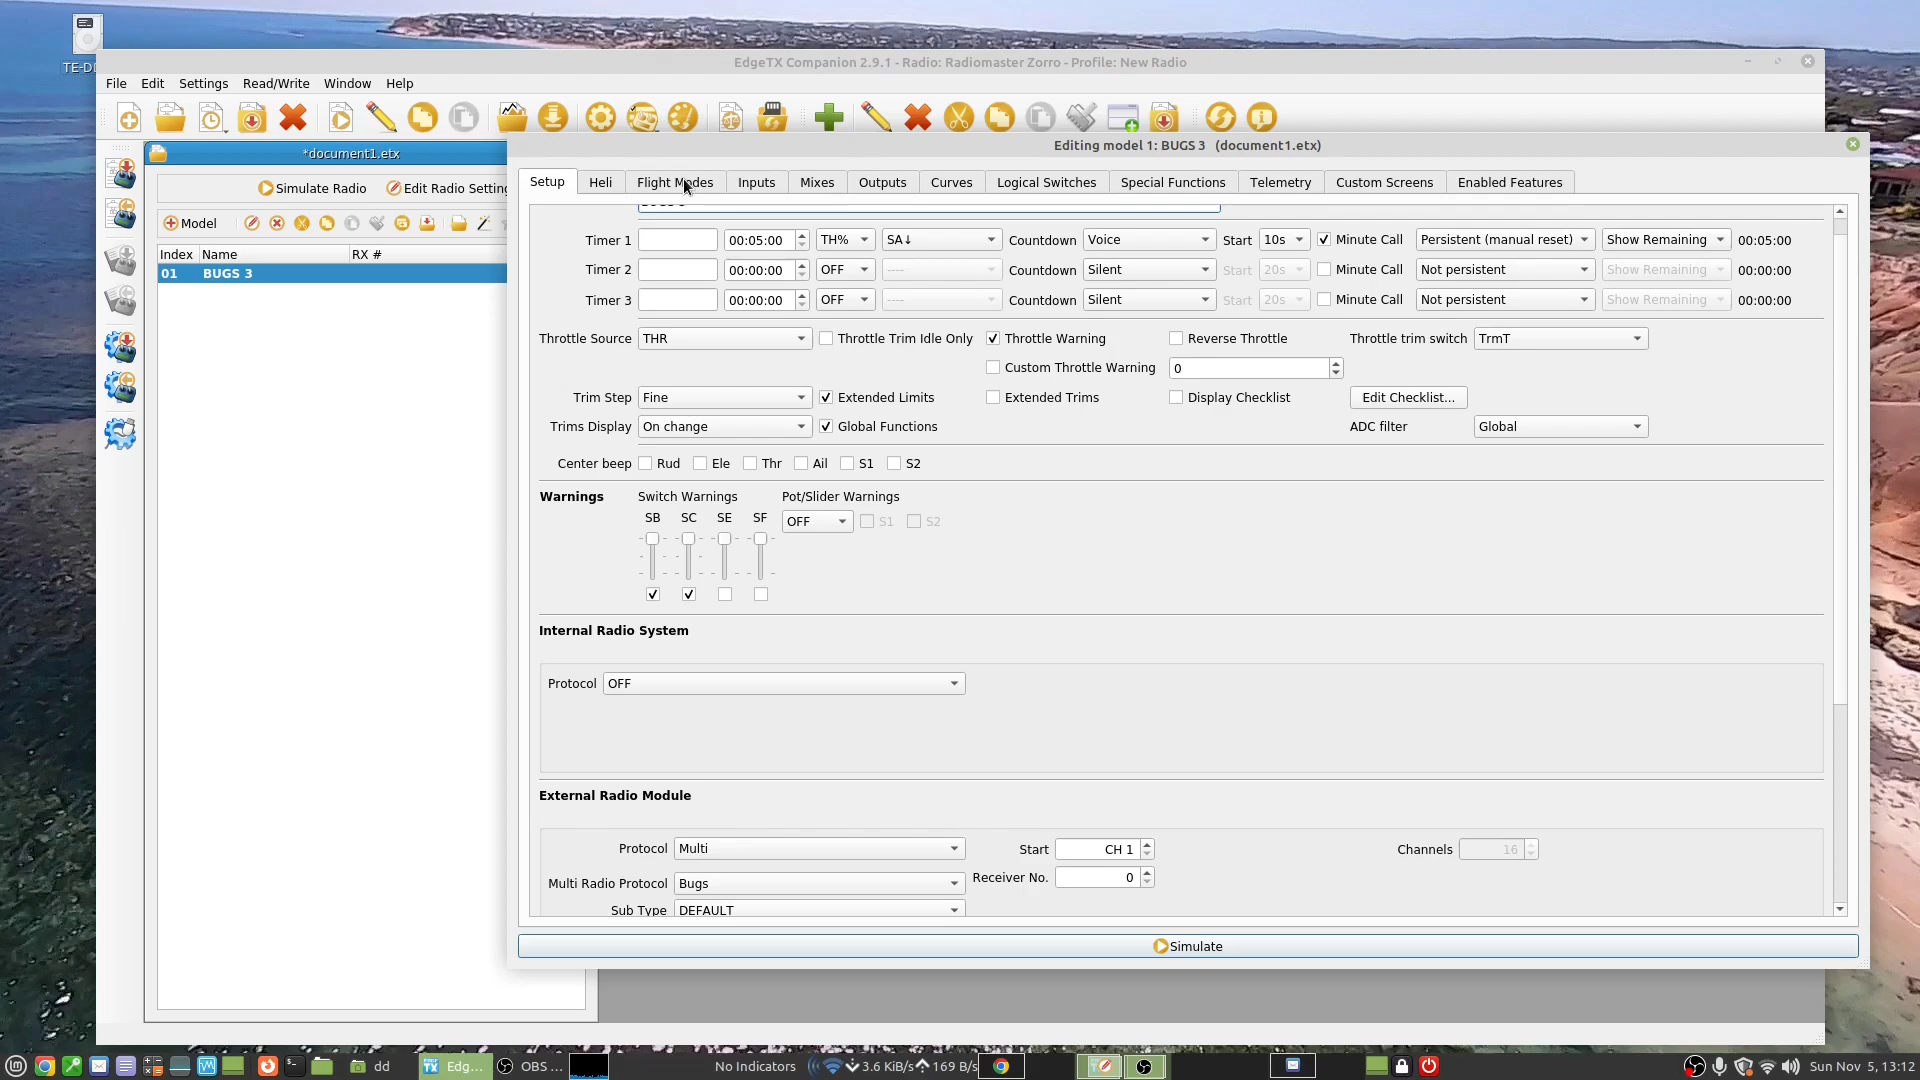 EdgeTX Companion 2.9.1 - Radio: Radiomaster Zorro - Profile: New Radio
File Edit Settings Read/Write Window Help
*document1.etx
Simulate Radio Edit Radio Setting
Model
Index Name RX #
01 BUGS 3
Editing model 1: BUGS 3 (document1.etx)
Setup Heli Flight Modes Inputs Mixes Outputs Curves Logical Switches Special Functions Telemetry Custom Screens Enabled Features
Timer 1 00:05:00 TH% SA↓ Countdown Voice Start 10s Minute Call Persistent (manual reset) Show Remaining 00:05:00
Timer 2 00:00:00 OFF ---- Countdown Silent Start 20s Minute Call Not persistent Show Remaining 00:00:00
Timer 3 00:00:00 OFF ---- Countdown Silent Start 20s Minute Call Not persistent Show Remaining 00:00:00
Throttle Source THR Throttle Trim Idle Only Throttle Warning Reverse Throttle Throttle trim switch TrmT
Custom Throttle Warning 0
Trim Step Fine Extended Limits Extended Trims Display Checklist Edit Checklist...
Trims Display On change Global Functions ADC filter Global
Center beep Rud Ele Thr Ail S1 S2
Warnings Switch Warnings Pot/Slider Warnings
SB SC SE SF OFF S1 S2
Internal Radio System
Protocol OFF
External Radio Module
Protocol Multi Start CH 1 Channels 16
Multi Radio Protocol Bugs Receiver No. 0
Sub Type DEFAULT
Simulate
dd Edg... OBS ... No Indicators 3.6 KiB/s 169 B/s Sun Nov 5, 13:12